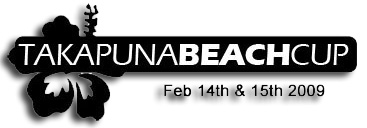 TAKAPUNABEACHCUP
Feb 14th & 15th 2009